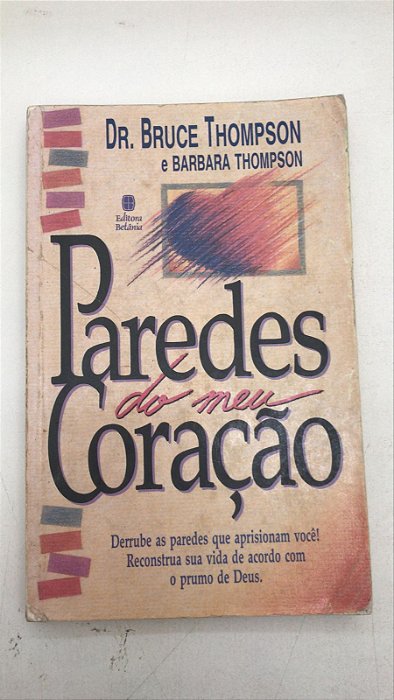 DR. BRUCE THOMPSON
e BARBARA THOMPSON
Editora
Betânia
Paredes
do meu
Coração
Derrube as paredes que aprisionam você!
Reconstrua sua vida de acordo com
o prumo de Deus.